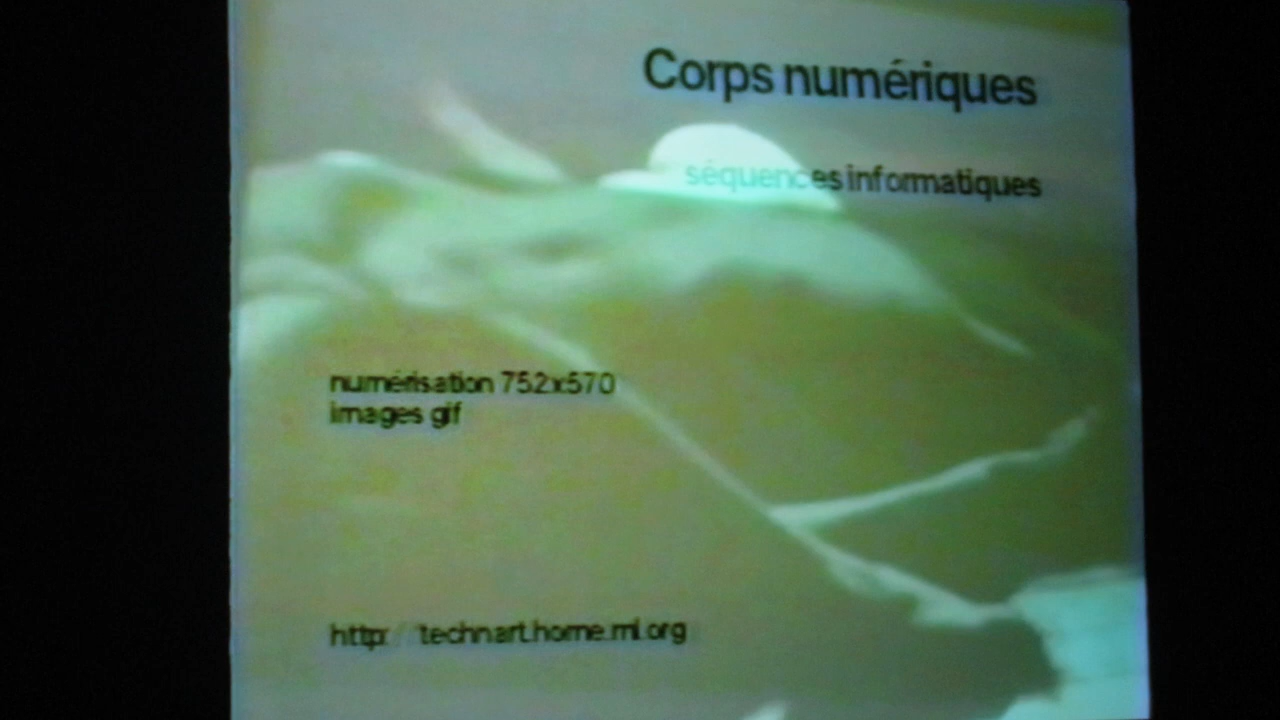 Corps numériques
séquences informatiques
numérisation 752x570
images gif
http://technart.home.ml.org